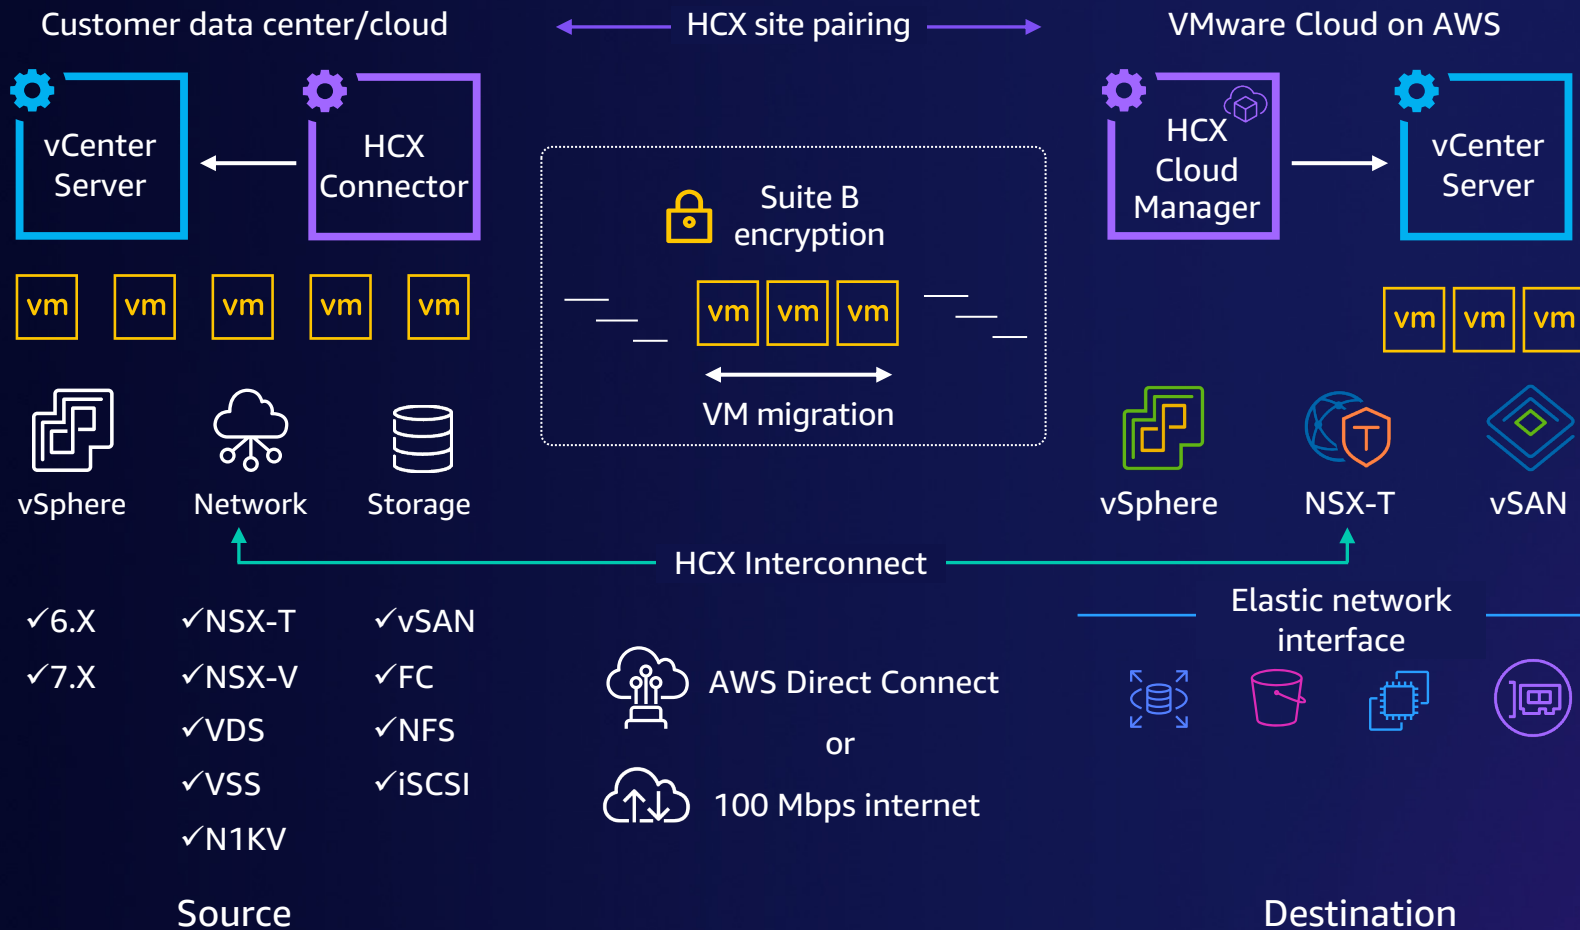 Customer data center/cloud
HCX site pairing
VMware Cloud on AWS
vCenter
Server
HCX
Connector
Suite B
encryption
HCX
Cloud
Manager
vCenter
Server
vm
vm
vm
vm
vm
vm
vm
vm
VM migration
vm
vm
vm
vSphere
Network
Storage
vSphere
T
NSX-T
vSAN
HCX Interconnect
✓6.X
✓7.X
✓NSX-T
✓NSX-V
✓VDS
✓VSS
✓N1KV
✓vSAN
✓FC
✓NFS
✓iSCSI
AWS Direct Connect
or
100 Mbps internet
Elastic network
interface
Source
Destination